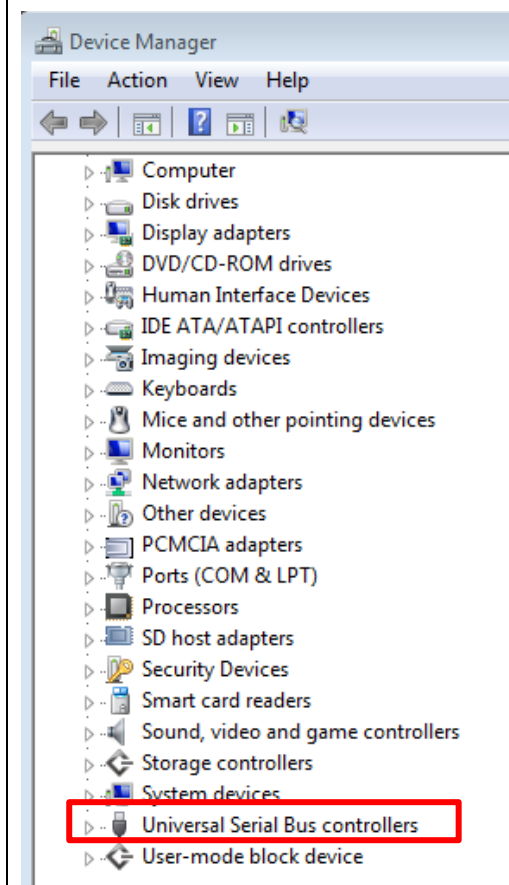 Device Manager
File Action View Help
Computer
Disk drives
Display adapters
DVD/CD-ROM drives
Human Interface Devices
IDE ATA/ATAPI controllers
Imaging devices
Keyboards
Mice and other pointing devices
Monitors
Network adapters
Other devices
PCMCIA adapters
Ports (COM & LPT)
Processors
SD host adapters
Security Devices
Smart card readers
Sound, video and game controllers
Storage controllers
System devices
Universal Serial Bus controllers
User-mode block device